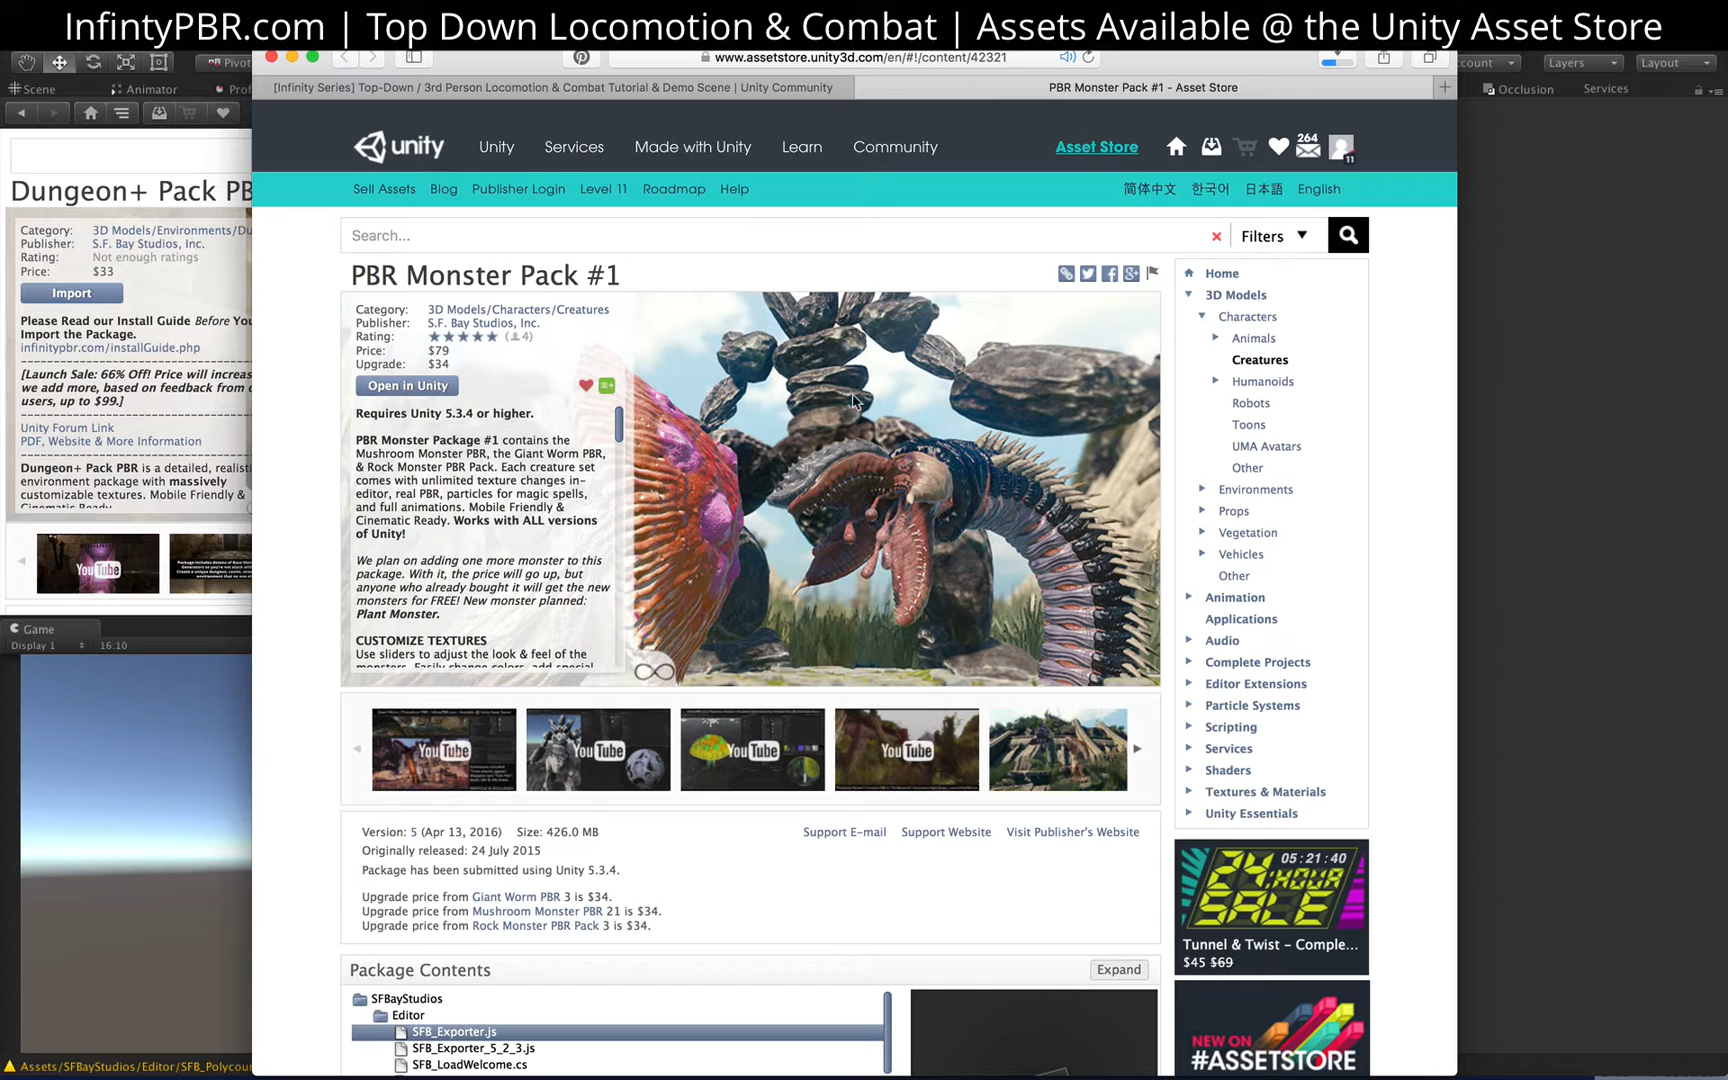 InfintyPBR.com | Top Down Locomotion & Combat | Assets Available @ the Unity Asset Store
Pivot
count
Layers
Layout
Scene
Animator
Prof
Occlusion
Services
www.assetstore.unity3d.com/en/#!/content/42321
[Infinity Series] Top-Down / 3rd Person Locomotion & Combat Tutorial & Demo Scene | Unity Community
PBR Monster Pack #1 - Asset Store
unity
Unity
Services
Made with Unity
Learn
Community
Asset Store
264
11
Sell Assets
Blog
Publisher Login
Level 11
Roadmap
Help
简体中文
한국어
日本語
English
Search...
Filters
Dungeon+ Pack PB
Category: 3D Models/Environments/Du
Publisher: S.F. Bay Studios, Inc.
Rating: Not enough ratings
Price: $33
Import
Please Read our Install Guide Before You
Import the Package.
infinitypbr.com/installGuide.php
[Launch Sale: 66% Off! Price will increas
we add more, based on feedback from
users, up to $99.]
Unity Forum Link
PDF, Website & More Information
Dungeon+ Pack PBR is a detailed, realisti
environment package with massively
customizable textures. Mobile Friendly &
Cinematic Ready.
YouTube
Game
Display 1
16:10
Assets/SFBayStudios/Editor/SFB_Polycou
PBR Monster Pack #1
Category: 3D Models/Characters/Creatures
Publisher: S.F. Bay Studios, Inc.
Rating: (4)
Price: $79
Upgrade: $34
Open in Unity
Requires Unity 5.3.4 or higher.
PBR Monster Package #1 contains the
Mushroom Monster PBR, the Giant Worm PBR,
& Rock Monster PBR Pack. Each creature set
comes with unlimited texture changes in-
editor, real PBR, particles for magic spells,
and full animations. Mobile Friendly &
Cinematic Ready. Works with ALL versions
of Unity!
We plan on adding one more monster to this
package. With it, the price will go up, but
anyone who already bought it will get the new
monsters for FREE! New monster planned:
Plant Monster.
CUSTOMIZE TEXTURES
Use sliders to adjust the look & feel of the
monsters. Easily change colors, add special
YouTube
YouTube
YouTube
YouTube
Version: 5 (Apr 13, 2016) Size: 426.0 MB
Support E-mail
Support Website
Visit Publisher's Website
Originally released: 24 July 2015
Package has been submitted using Unity 5.3.4.
Upgrade price from Giant Worm PBR 3 is $34.
Upgrade price from Mushroom Monster PBR 21 is $34.
Upgrade price from Rock Monster PBR Pack 3 is $34.
Package Contents
Expand
SFBayStudios
Editor
SFB_Exporter.js
SFB_Exporter_5_2_3.js
SFB_LoadWelcome.cs
Home
3D Models
Characters
Animals
Creatures
Humanoids
Robots
Toons
UMA Avatars
Other
Environments
Props
Vegetation
Vehicles
Other
Animation
Applications
Audio
Complete Projects
Editor Extensions
Particle Systems
Scripting
Services
Shaders
Textures & Materials
Unity Essentials
05:21:40
24 HOUR
SALE
Tunnel & Twist - Comple...
$45 $69
NEW ON
#ASSETSTORE